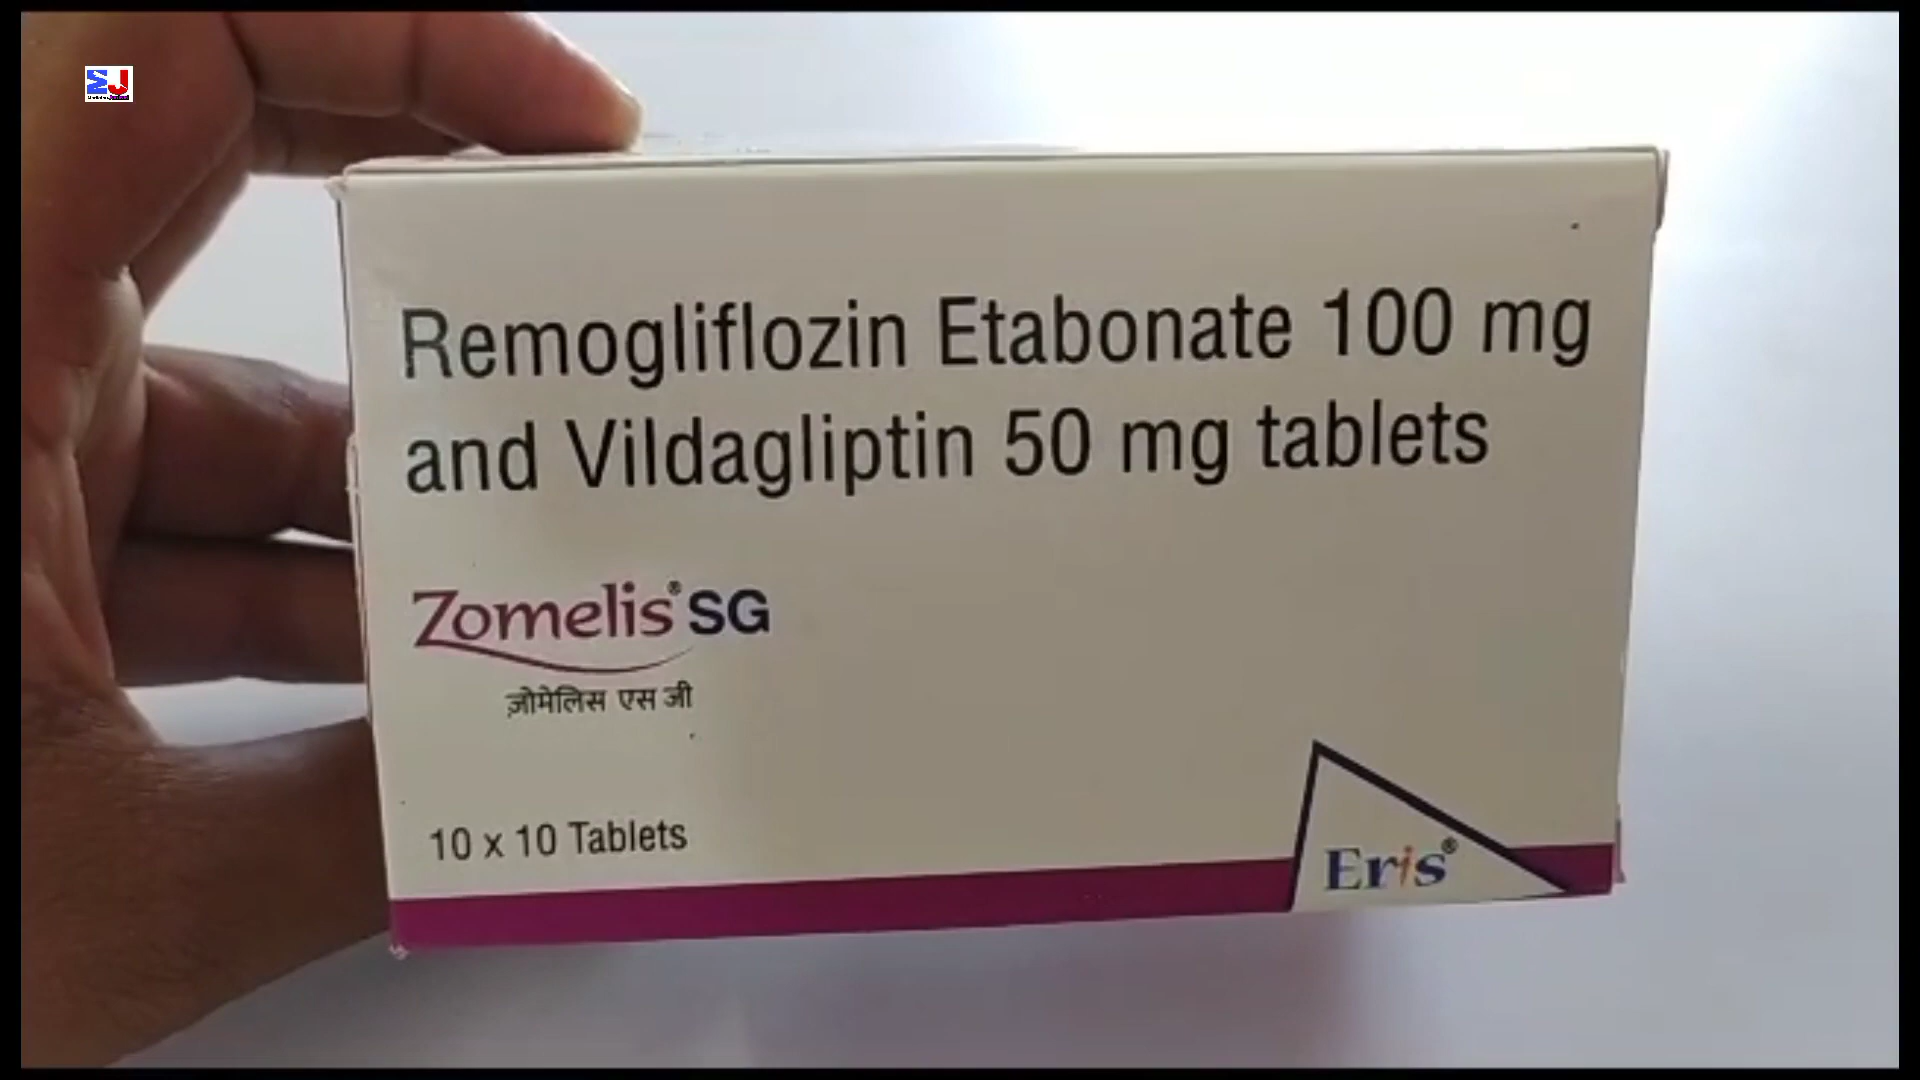 Remogliflozin Etabonate 100 mg
and Vildagliptin 50 mg tablets
Zomelis® SG
ज़ोमेलिस एस जी
10 x 10 Tablets
Eris®